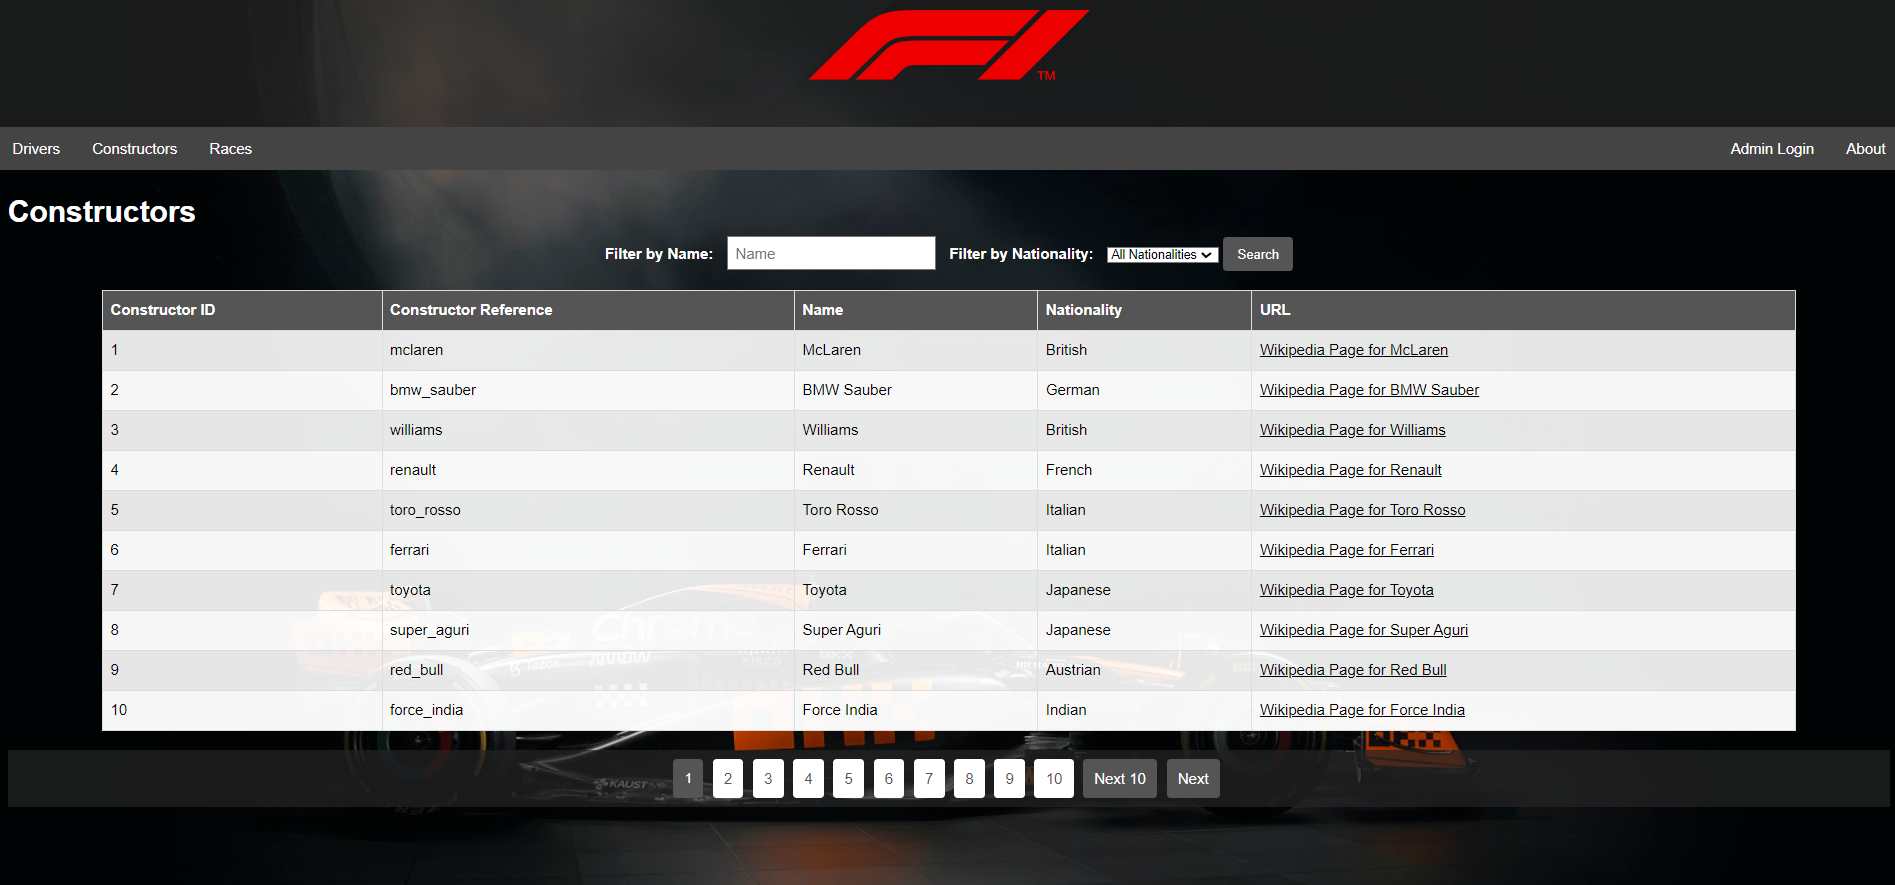 F1 TM
Drivers Constructors Races Admin Login About
Constructors
Filter by Name: Name Filter by Nationality: All Nationalities Search
Constructor ID Constructor Reference Name Nationality URL
1 mclaren McLaren British Wikipedia Page for McLaren
2 bmw_sauber BMW Sauber German Wikipedia Page for BMW Sauber
3 williams Williams British Wikipedia Page for Williams
4 renault Renault French Wikipedia Page for Renault
5 toro_rosso Toro Rosso Italian Wikipedia Page for Toro Rosso
6 ferrari Ferrari Italian Wikipedia Page for Ferrari
7 toyota Toyota Japanese Wikipedia Page for Toyota
8 super_aguri Super Aguri Japanese Wikipedia Page for Super Aguri
Chrome
cisco
9 red_bull Red Bull Austrian Wikipedia Page for Red Bull
Tezos
arrow
10 force_india Force India Indian Wikipedia Page for Force India
1 2 3 4 5 6 7 8 9 10 Next 10 Next
KAUST